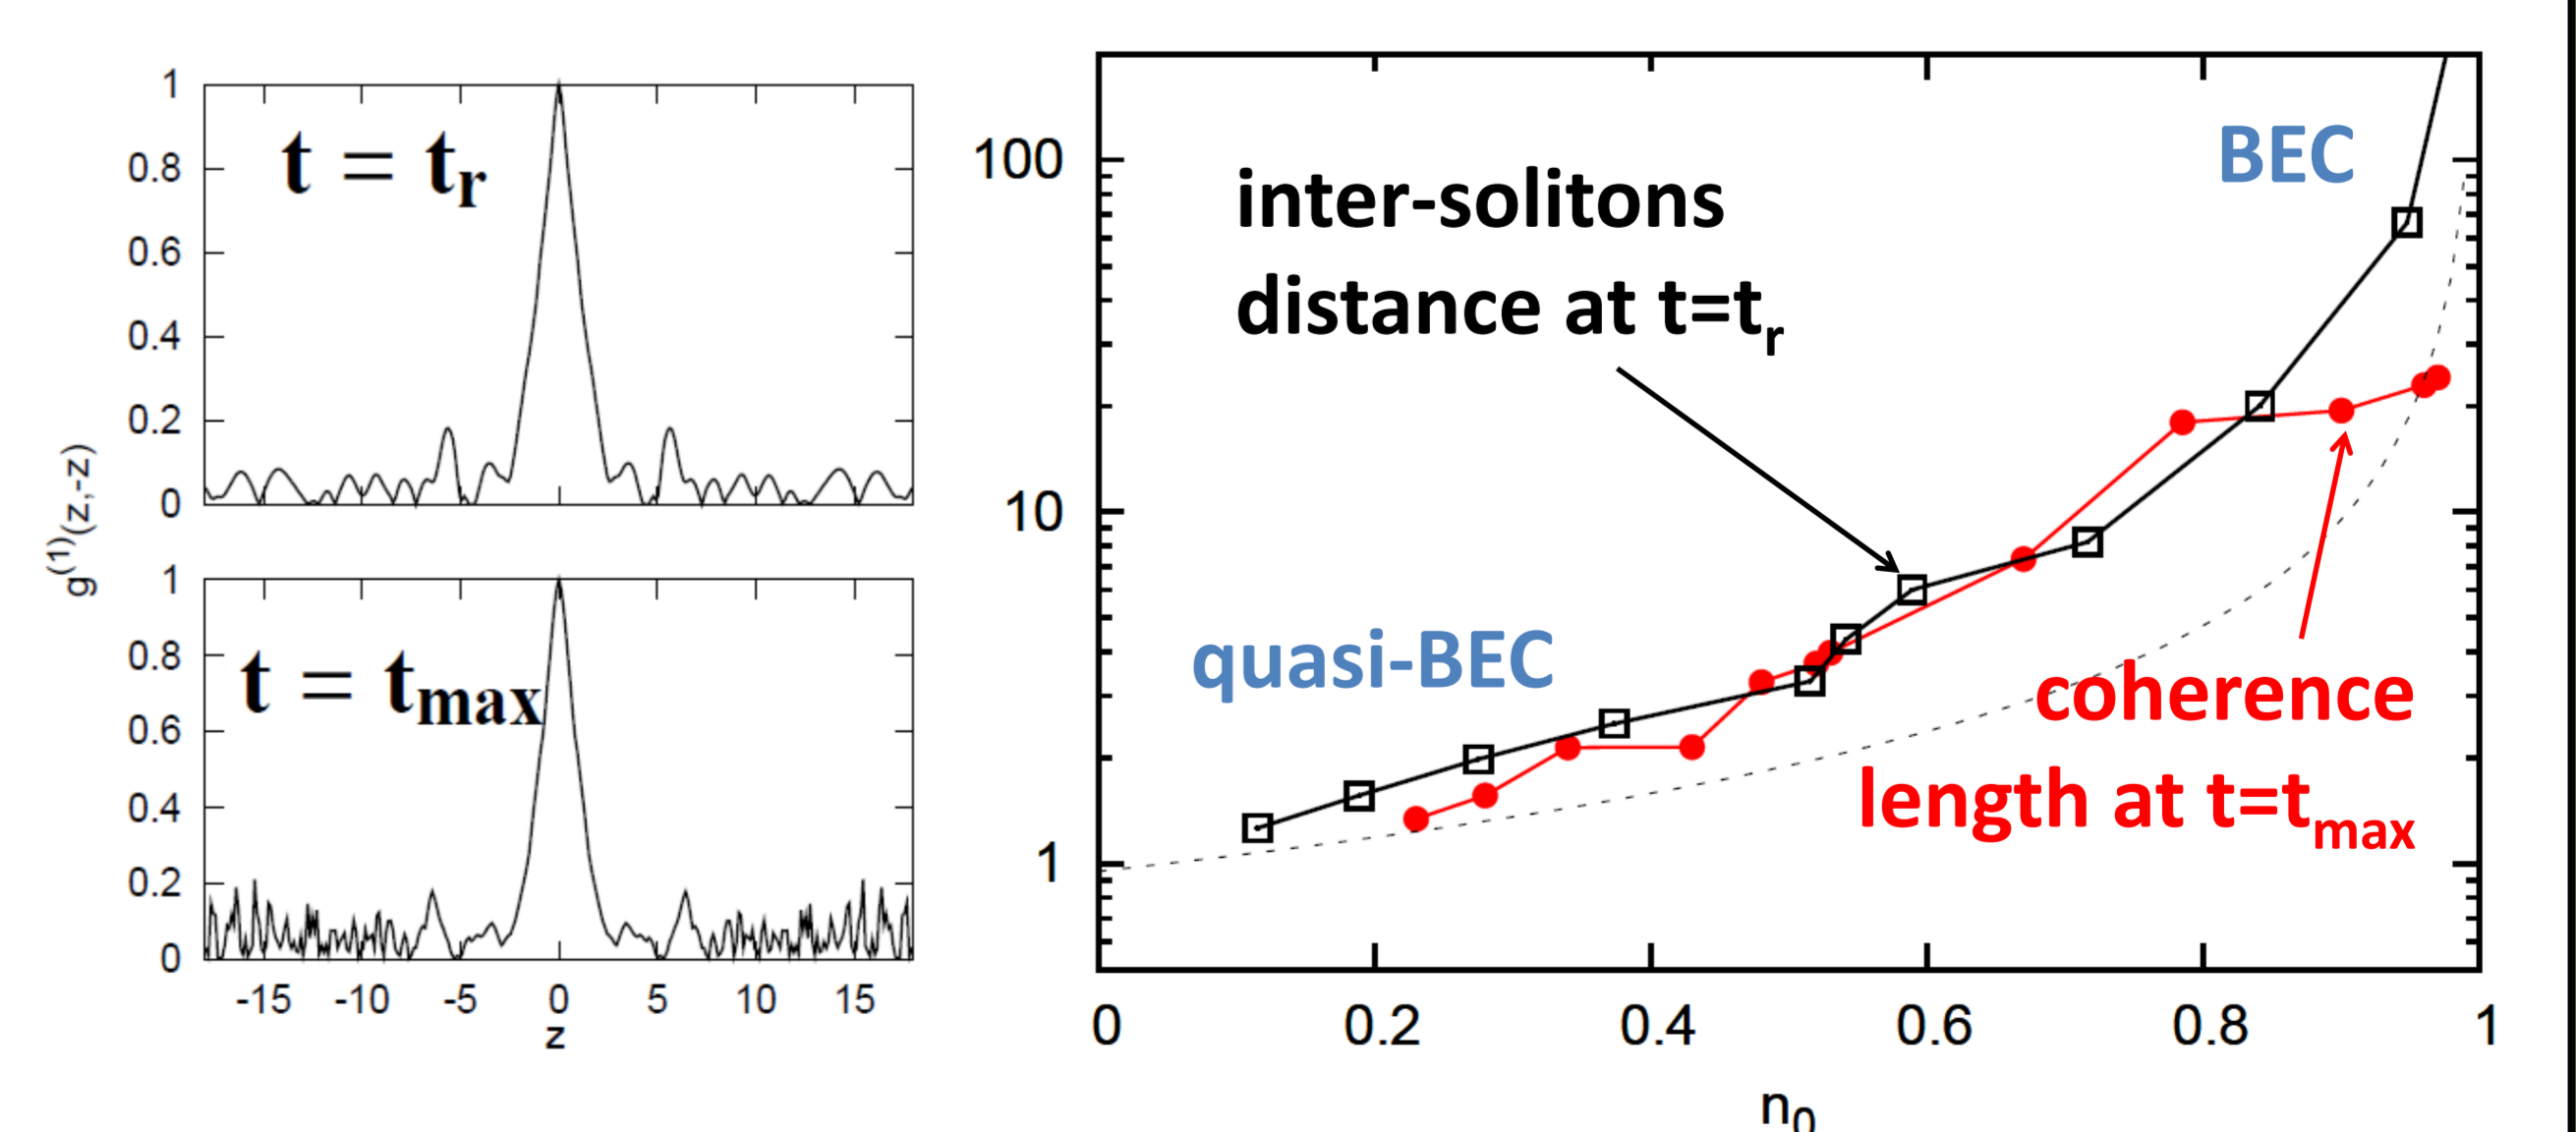 g(1)(z,-z)
t = tr
1
0.8
0.6
0.4
0.2
0
t = tmax
1
0.8
0.6
0.4
0.2
0
-15 -10 -5 0 5 10 15
z
100
10
1
inter-solitons
distance at t=tr
BEC
quasi-BEC
coherence
length at t=tmax
0 0.2 0.4 0.6 0.8 1
n0